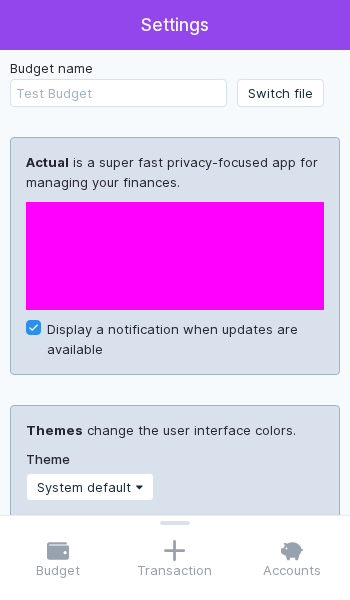 Settings
Budget name
Test Budget
Switch file
Actual is a super fast privacy-focused app for
managing your finances.
Display a notification when updates are
available
Themes change the user interface colors.
Theme
System default
Budget
Transaction
Accounts